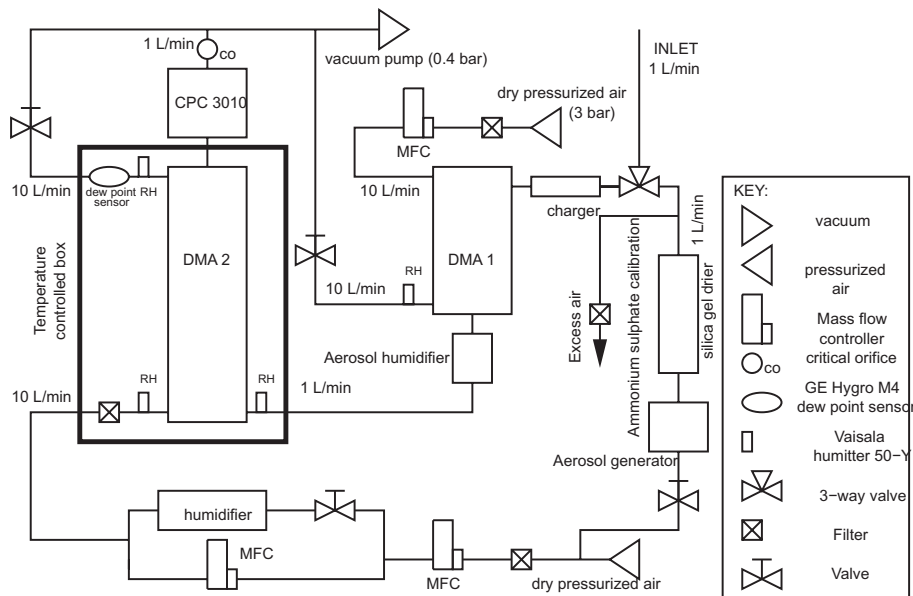 1 L/min
co
vacuum pump (0.4 bar)
INLET
1 L/min
CPC 3010
dry pressurized air
(3 bar)
MFC
10 L/min
dew point RH
sensor
10 L/min
charger
DMA 2
DMA 1
1 L/min
RH
10 L/min
Temperature
controlled box
Excess air
Ammonium sulphate calibration
silica gel drier
Aerosol humidifier
RH
RH
10 L/min
1 L/min
Aerosol generator
humidifier
MFC
MFC
dry pressurized air
KEY:
vacuum
pressurized
air
Mass flow
controller
critical orifice
co
GE Hygro M4
dew point sensor
Vaisala
humitter 50−Y
3−way valve
Filter
Valve